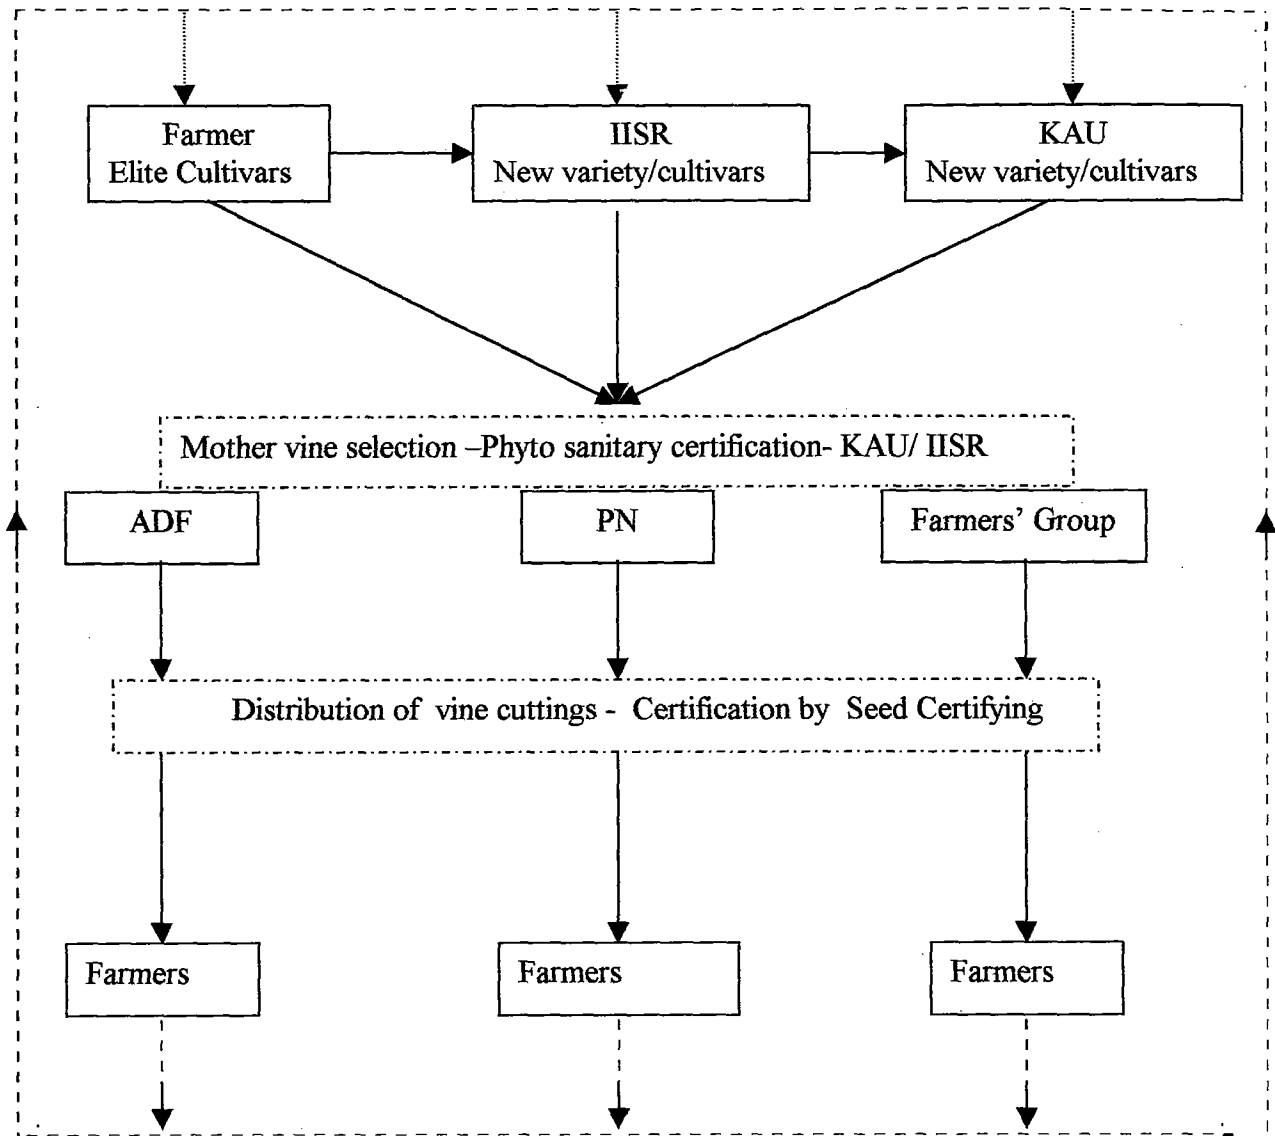 Farmer
Elite Cultivars
IISR
New variety/cultivars
KAU
New variety/cultivars
Mother vine selection –Phyto sanitary certification- KAU/ IISR
ADF
PN
Farmers’ Group
Distribution of vine cuttings - Certification by Seed Certifying
Farmers
Farmers
Farmers